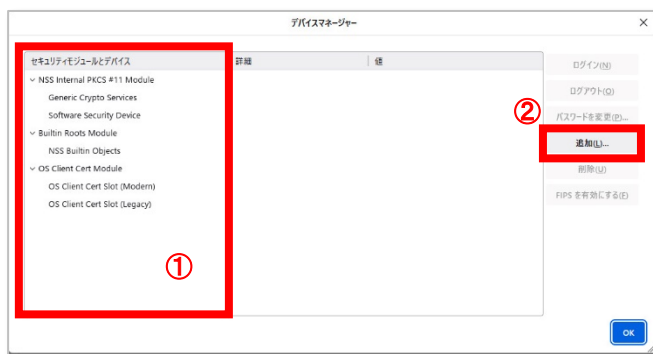 デバイスマネージャー
セキュリティモジュールとデバイス 詳細 値
NSS Internal PKCS #11 Module
Generic Crypto Services
Software Security Device
Builtin Roots Module
NSS Builtin Objects
OS Client Cert Module
OS Client Cert Slot (Modern)
OS Client Cert Slot (Legacy)
①
ログイン(N)
ログアウト(O)
②
パスワードを変更(P)...
追加(L)...
削除(U)
FIPS を有効にする(F)
OK